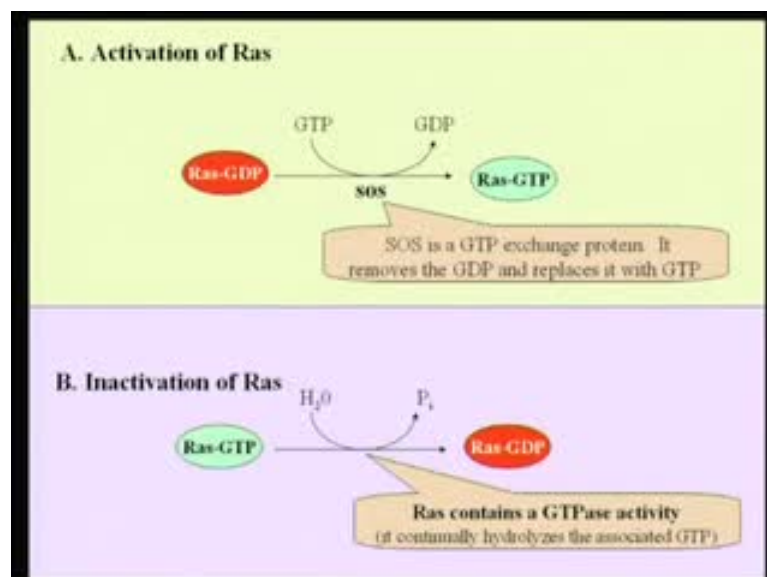 A. Activation of Ras
GTP GDP
Ras-GDP Ras-GTP
SOS
SOS is a GTP exchange protein. It
removes the GDP and replaces it with GTP
B. Inactivation of Ras
H₂0 Pᵢ
Ras-GTP Ras-GDP
Ras contains a GTPase activity
(it continually hydrolyzes the associated GTP)